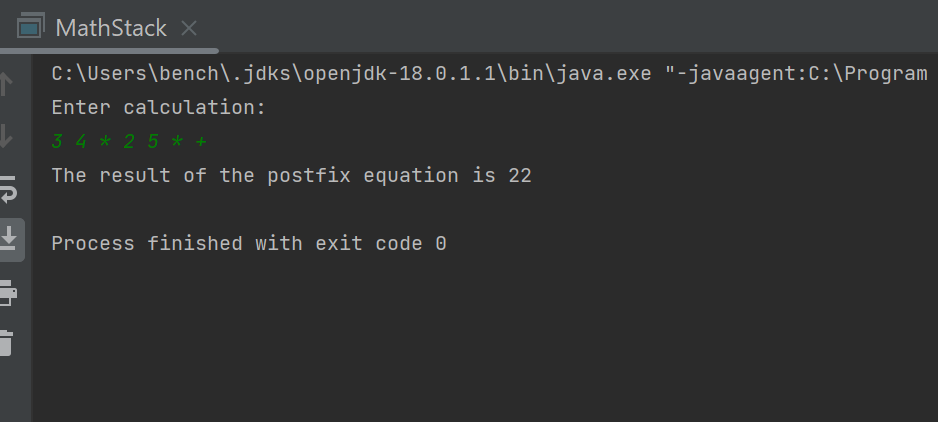 MathStack
C:\Users\bench\.jdks\openjdk-18.0.1.1\bin\java.exe "-javaagent:C:\Program
Enter calculation:
3 4 * 2 5 * +
The result of the postfix equation is 22
Process finished with exit code 0